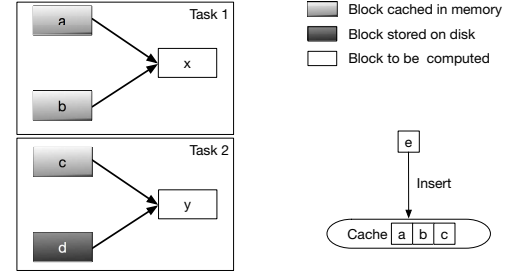 Task 1
a
b
x
Task 2
c
d
y
Block cached in memory
Block stored on disk
Block to be  computed
e
Insert
Cache a b c